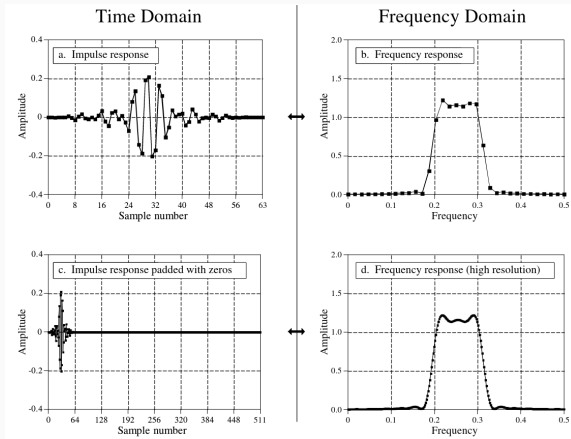 Time Domain
Frequency Domain
a. Impulse response
0.4
0.2
0
-0.2
-0.4
Amplitude
0 8 16 24 32 40 48 56 63
Sample number
b. Frequency response
2.0
1.5
1.0
0.5
0.0
Amplitude
0 0.1 0.2 0.3 0.4 0.5
Frequency
c. Impulse response padded with zeros
0.4
0.2
0
-0.2
-0.4
Amplitude
0 64 128 192 256 320 384 448 511
Sample number
d. Frequency response (high resolution)
2.0
1.5
1.0
0.5
0.0
Amplitude
0 0.1 0.2 0.3 0.4 0.5
Frequency